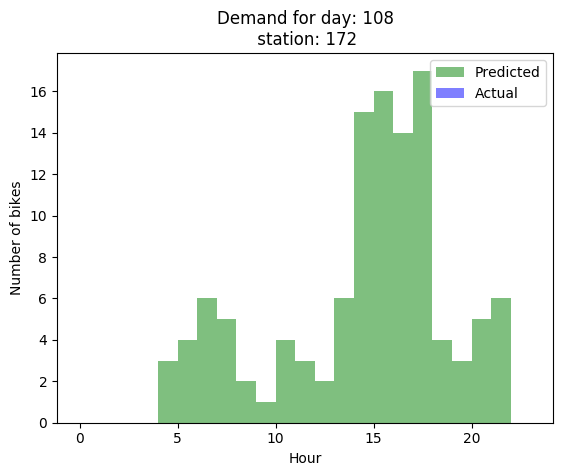 Demand for day: 108
station: 172
Predicted
Actual
16
14
12
10
8
6
4
2
0
Number of bikes
0 5 10 15 20
Hour